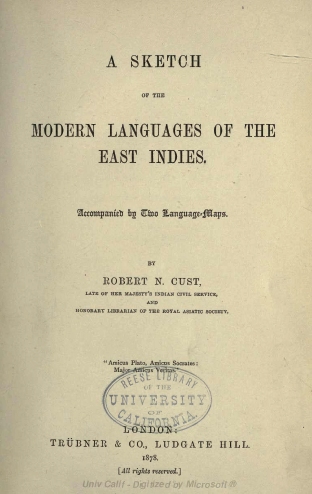 A SKETCH
OF THE
MODERN LANGUAGES OF THE
EAST INDIES.
Accompanied by Two Language-Maps.
BY
ROBERT N. CUST,
LATE OF HER MAJESTY'S INDIAN CIVIL SERVICE,
AND
HONORARY LIBRARIAN OF THE ROYAL ASIATIC SOCIETY.
"Amicus Plato, Amicus Socrates:
Major Amicus Veritas."
REESE LIBRARY
OF THE
UNIVERSITY
OF
CALIFORNIA.
LONDON:
TRÜBNER & CO., LUDGATE HILL.
1878.
[All rights reserved.]
Univ Calif - Digitized by Microsoft ®